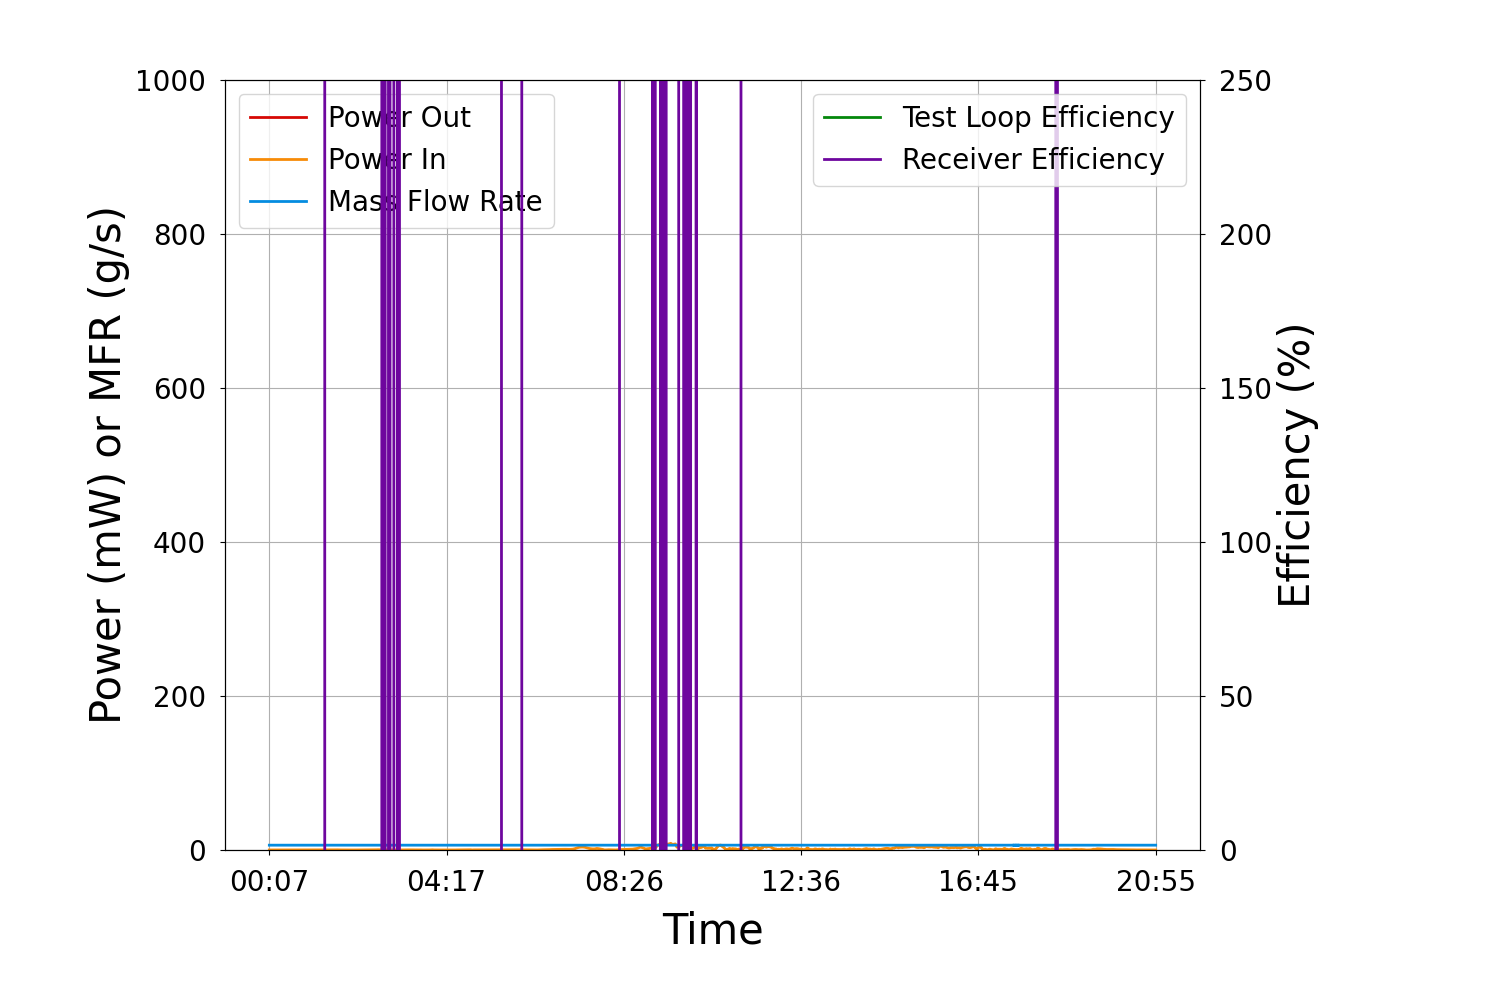 1000
800
600
400
200
0
Power (mW) or MFR (g/s)
Power Out
Power In
Mass Flow Rate
Test Loop Efficiency
Receiver Efficiency
250
200
150
100
50
0
Efficiency (%)
00:07 04:17 08:26 12:36 16:45 20:55
Time